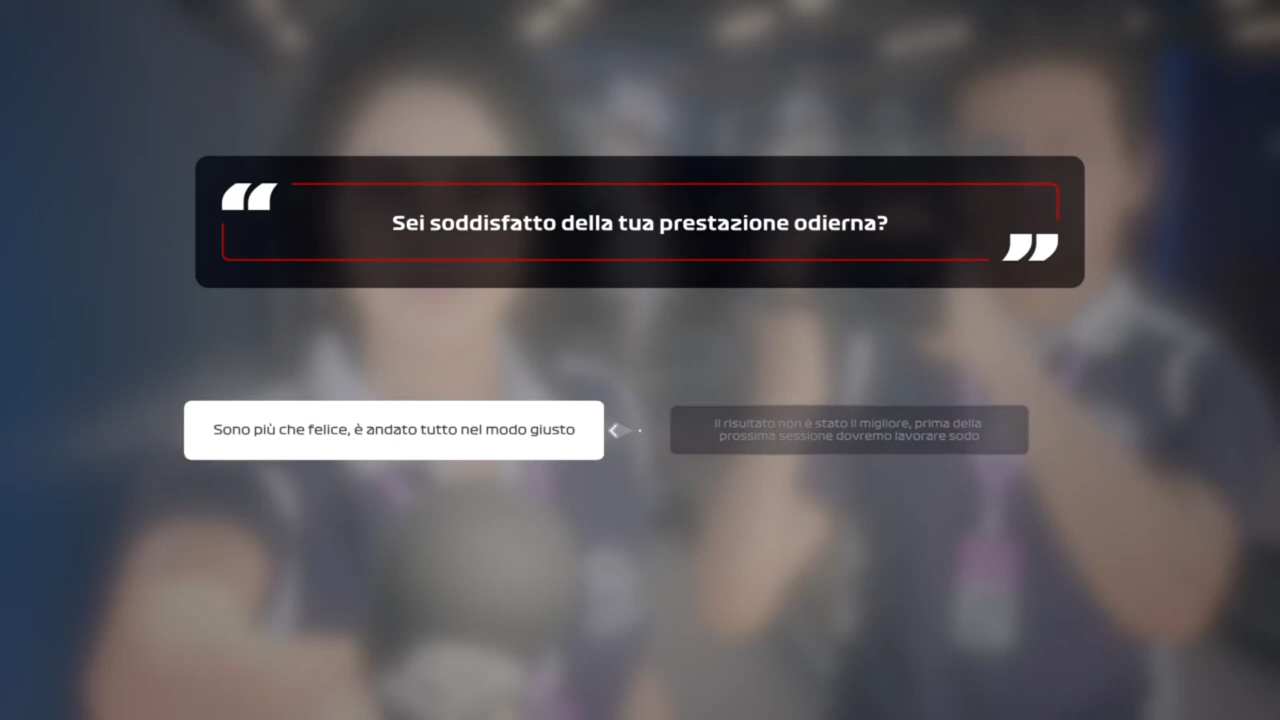 Sei soddisfatto della tua prestazione odierna?
Sono più che felice, è andato tutto nel modo giusto
Il risultato non è stato il migliore, prima della
prossima sessione dovremo lavorare sodo